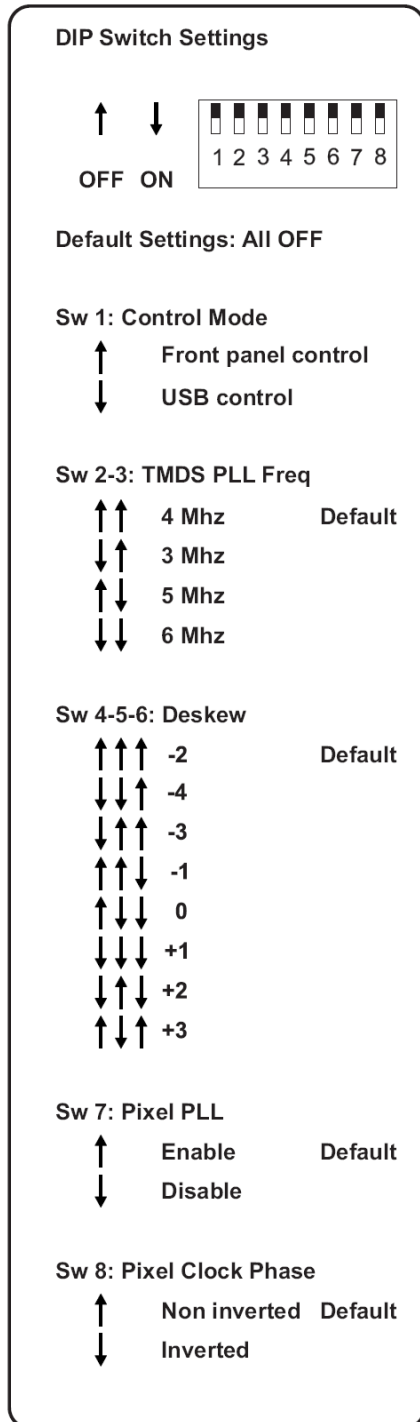 DIP Switch Settings
1 2 3 4 5 6 7 8
OFF ON
Default Settings: All OFF
Sw 1: Control Mode
Front panel control
USB control
Sw 2-3: TMDS PLL Freq
4 Mhz Default
3 Mhz
5 Mhz
6 Mhz
Sw 4-5-6: Deskew
-2 Default
-4
-3
-1
0
+1
+2
+3
Sw 7: Pixel PLL
Enable Default
Disable
Sw 8: Pixel Clock Phase
Non inverted Default
Inverted